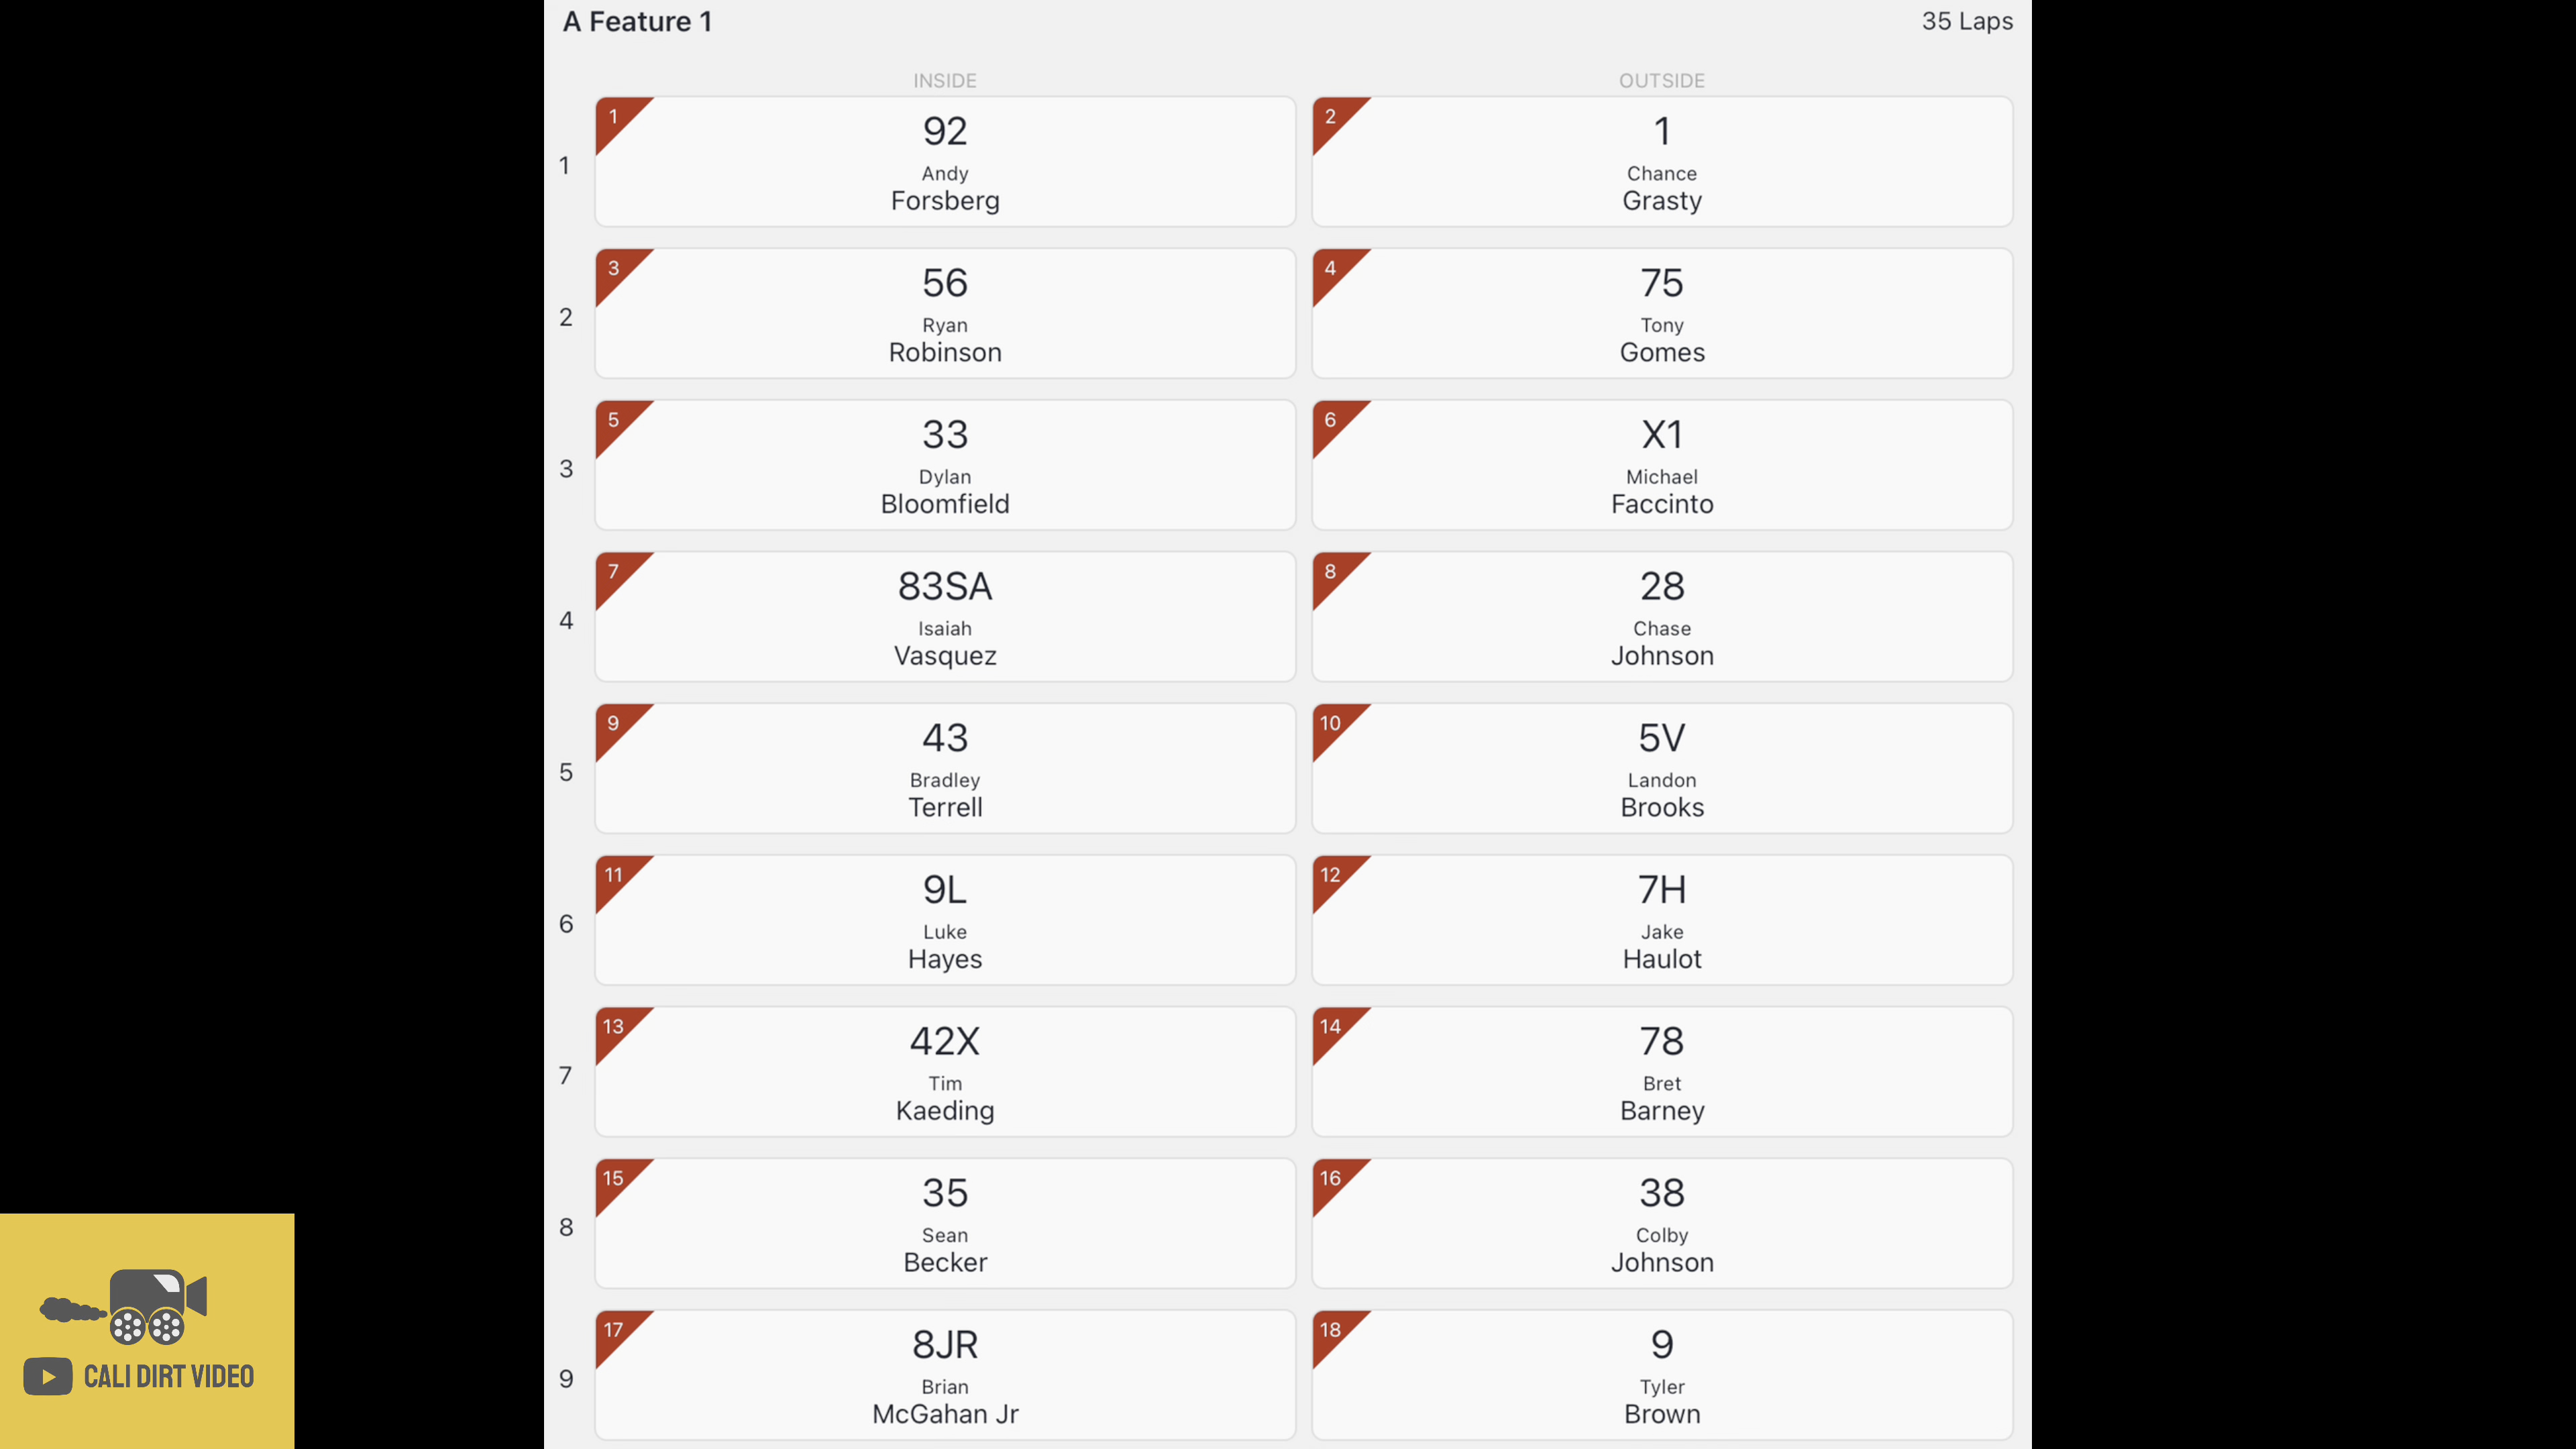 A Feature 1
35 Laps
INSIDE
OUTSIDE
1
1
92
Andy
Forsberg
2
1
Chance
Grasty
2
3
56
Ryan
Robinson
4
75
Tony
Gomes
3
5
33
Dylan
Bloomfield
6
X1
Michael
Faccinto
4
7
83SA
Isaiah
Vasquez
8
28
Chase
Johnson
5
9
43
Bradley
Terrell
10
5V
Landon
Brooks
6
11
9L
Luke
Hayes
12
7H
Jake
Haulot
7
13
42X
Tim
Kaeding
14
78
Bret
Barney
8
15
35
Sean
Becker
16
38
Colby
Johnson
9
17
8JR
Brian
McGahan Jr
18
9
Tyler
Brown
CALI DIRT VIDEO